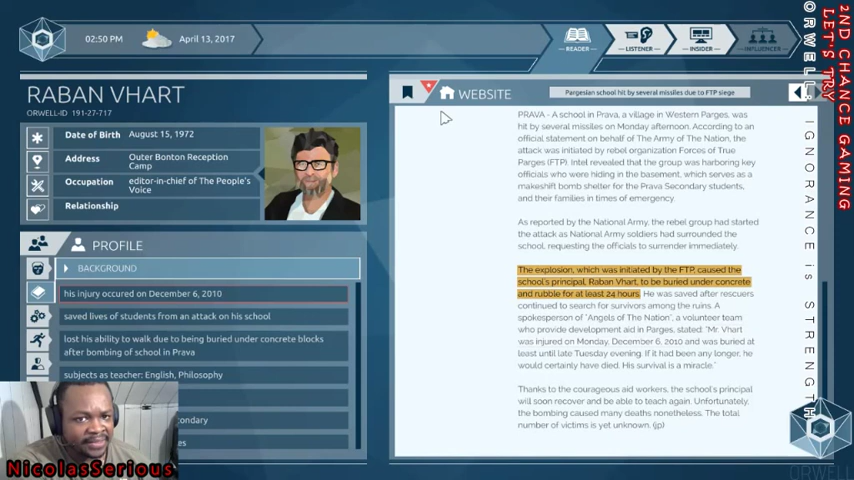 02:50 PM
April 13, 2017
READER
LISTENER
INSIDER
INFLUENCER
RABAN VHART
ORWELL-ID 191-27-717
Date of Birth
August 15, 1972
Address
Outer Bonton Reception
Camp
Occupation
editor-in-chief of The People's
Voice
Relationship
PROFILE
BACKGROUND
his injury occured on December 6, 2010
saved lives of students from an attack on his school
lost his ability to walk due to being buried under concrete blocks
after bombing of school in Prava
subjects as teacher: English, Philosophy
NicolasSerious
WEBSITE
Pargesian school hit by several missiles due to FTP siege
PRAVA - A school in Prava, a village in Western Parges, was
hit by several missiles on Monday afternoon. According to an
official statement on behalf of The Army of The Nation, the
attack was initiated by rebel organization Forces of True
Parges (FTP). Intel revealed that the group was harboring key
officials who were hiding in the basement, which serves as a
makeshift bomb shelter for the Prava Secondary students,
and their families in times of emergency.
As reported by the National Army, the rebel group had started
the attack as National Army soldiers had surrounded the
school, requesting the officials to surrender immediately.
The explosion, which was initiated by the FTP, caused the
school's principal, Raban Vhart, to be buried under concrete
and rubble for at least 24 hours. He was saved after rescuers
continued to search for survivors among the ruins. A
spokesperson of "Angels of The Nation", a volunteer team
who provide development aid in Parges, stated: "Mr. Vhart
was injured on Monday, December 6, 2010 and was buried at
least until late Tuesday evening. If it had been any longer, he
would certainly have died. His survival is a miracle."
Thanks to the courageous aid workers, the school's principal
will soon recover and be able to teach again. Unfortunately,
the bombing caused many deaths nonetheless. The total
number of victims is yet unknown. (jp)
ORWELL: IGNORANCE is STRENGTH
LET'S TRY
2ND CHANCE GAMING
ORWELL